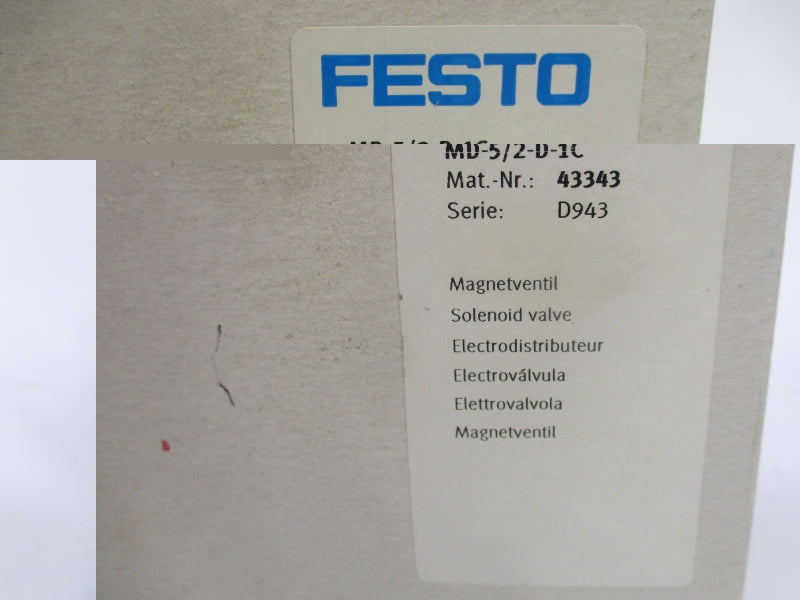 FESTO
MD-5/2-D-1C
Mat.-Nr.: 43343
Serie: D943
Magnetventil
Solenoid valve
Electrodistributeur
Electroválvula
Elettrovalvola
Magnetventil